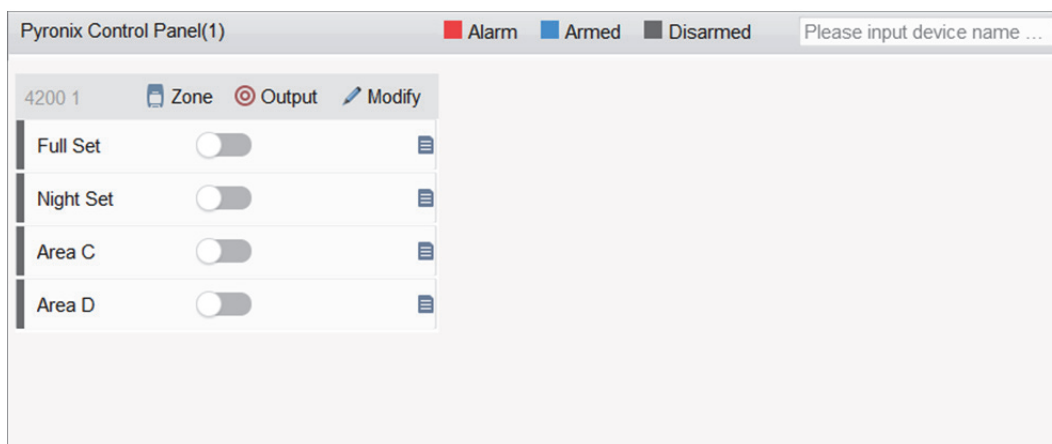 Pyronix Control Panel(1) Alarm Armed Disarmed Please input device name ...
4200 1 Zone Output Modify
Full Set
Night Set
Area C
Area D